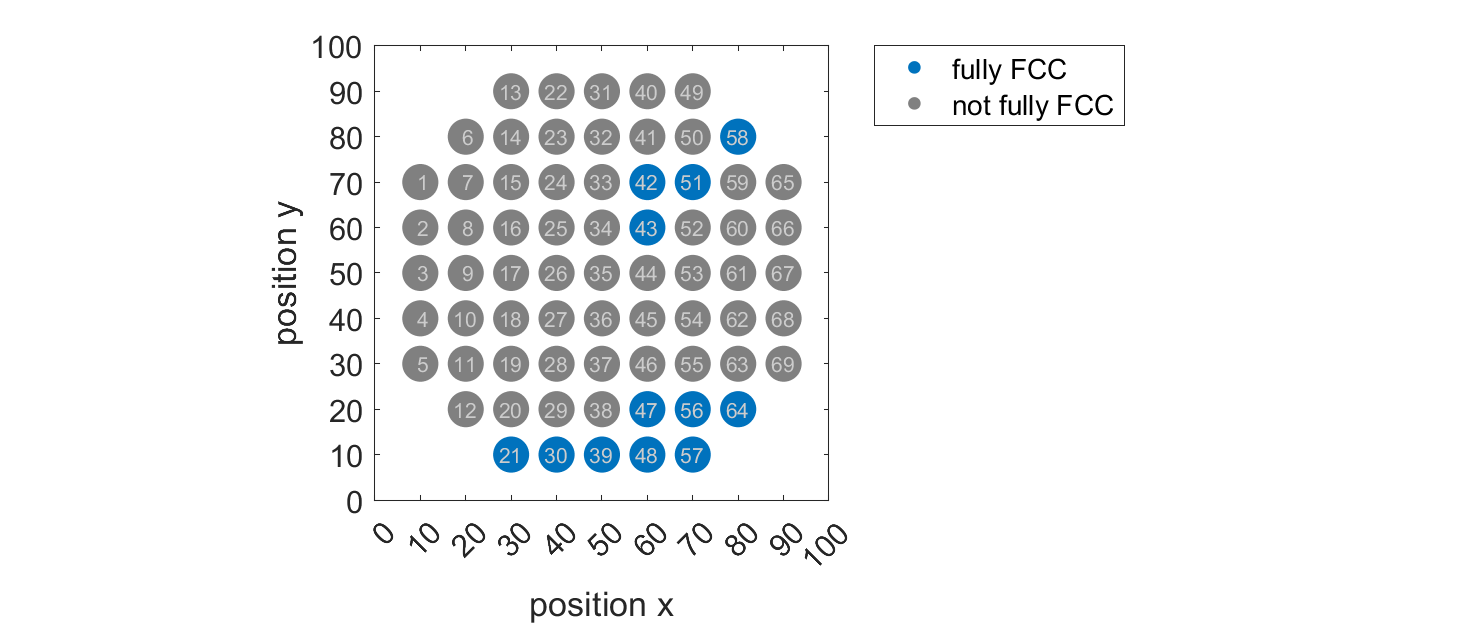 100
fully FCC
90
13 22 31 40 49
not fully FCC
80
6 14 23 32 41 50 58
70
1 7 15 24 33 42 51 59 65
60
2 8 16 25 34 43 52 60 66
50
3 9 17 26 35 44 53 61 67
40
4 10 18 27 36 45 54 62 68
30
5 11 19 28 37 46 55 63 69
20
12 20 29 38 47 56 64
10
21 30 39 48 57
0
position y
0 10 20 30 40 50 60 70 80 90 100
position x